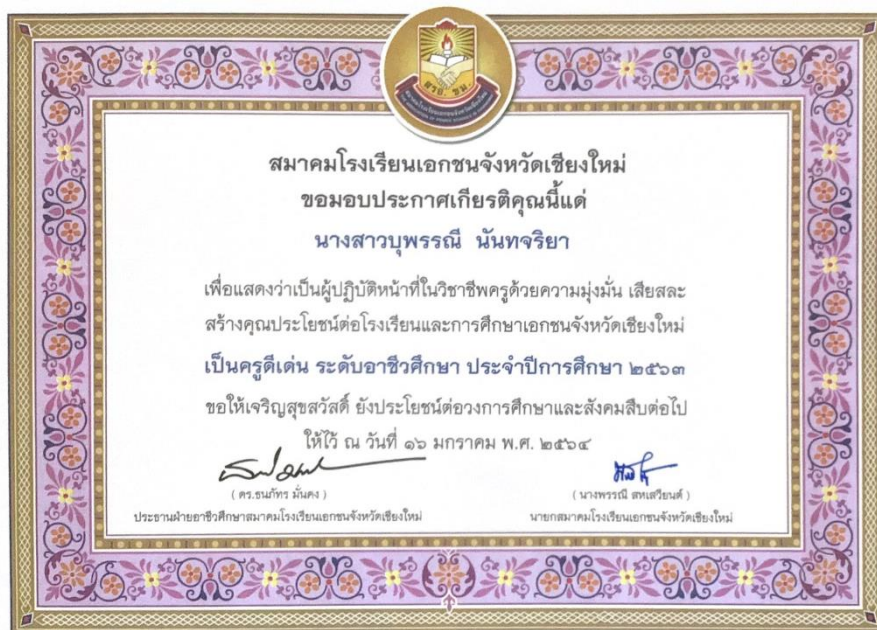 สรอ. ชม.
สมาคมโรงเรียนเอกชนจังหวัดเชียงใหม่
ขอมอบประกาศเกียรติคุณนี้แด่
นางสาวบุพรรณี นันทจริยา
เพื่อแสดงว่าเป็นผู้ปฏิบัติหน้าที่ในวิชาชีพครูด้วยความมุ่งมั่น เสียสละ
สร้างคุณประโยชน์ต่อโรงเรียนและการศึกษาเอกชนจังหวัดเชียงใหม่
เป็นครูดีเด่น ระดับอาชีวศึกษา ประจำปีการศึกษา ๒๕๖๓
ขอให้เจริญสุขสวัสดิ์ ยังประโยชน์ต่อวงการศึกษาและสังคมสืบต่อไป
ให้ไว้ ณ วันที่ ๑๖ มกราคม พ.ศ. ๒๕๖๔
( ดร.ธนภัทร มั่นคง )
ประธานฝ่ายอาชีวศึกษาสมาคมโรงเรียนเอกชนจังหวัดเชียงใหม่
( นางพรรณี สหเสวียนต์ )
นายกสมาคมโรงเรียนเอกชนจังหวัดเชียงใหม่